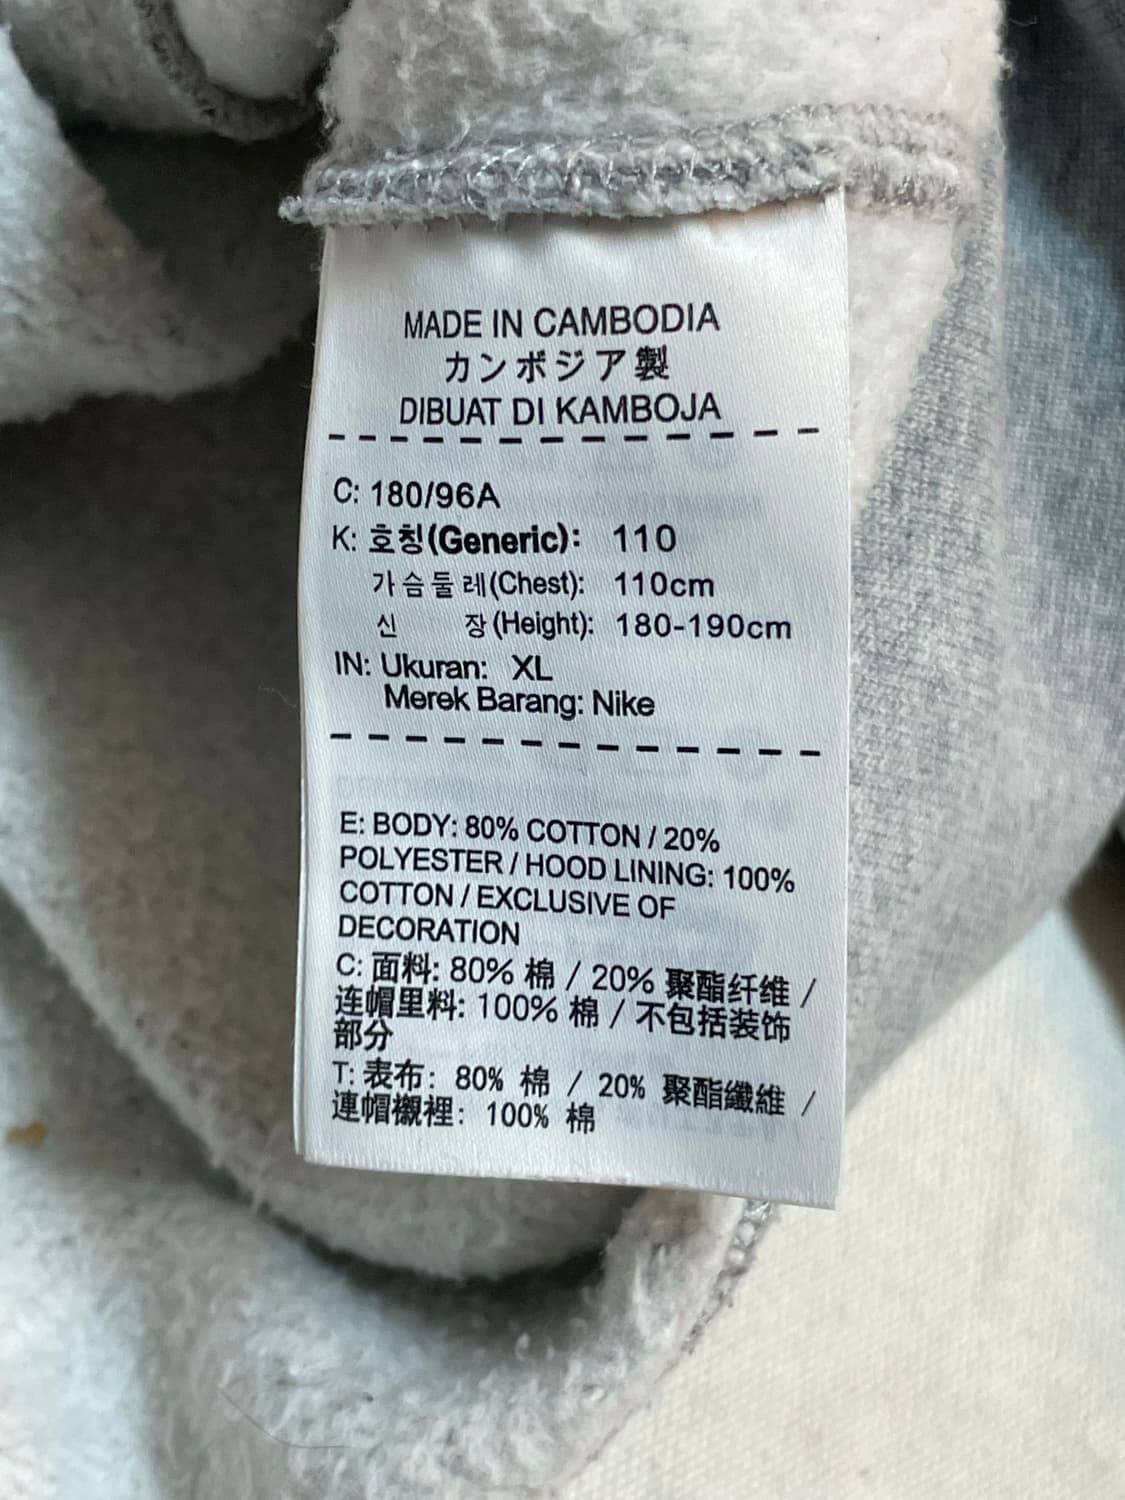 MADE IN CAMBODIA
カンボジア製
DIBUAT DI KAMBOJA
C: 180/96A
K: 호칭(Generic): 110
가슴둘레(Chest): 110cm
신 장(Height): 180-190cm
IN: Ukuran: XL
Merek Barang: Nike
E: BODY: 80% COTTON / 20%
POLYESTER / HOOD LINING: 100%
COTTON / EXCLUSIVE OF
DECORATION
C: 面料: 80% 棉 / 20% 聚酯纤维 /
连帽里料: 100% 棉 / 不包括装饰
部分
T: 表布: 80% 棉 / 20% 聚酯纖維 /
連帽襯裡: 100% 棉